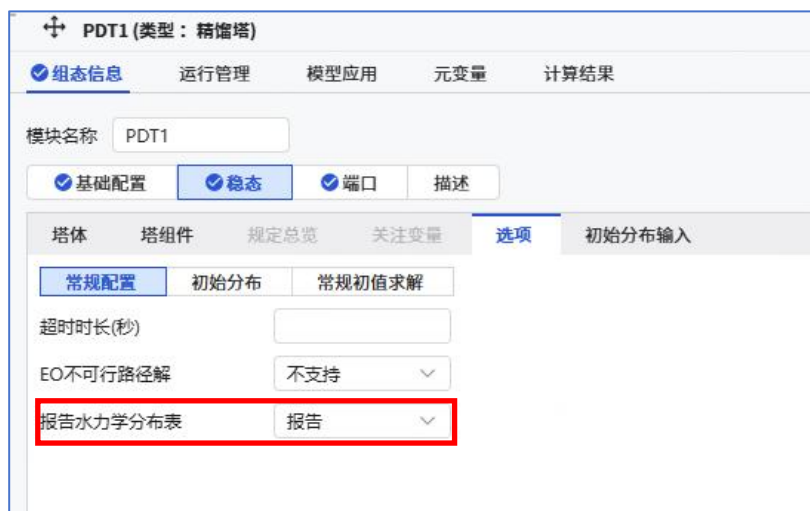 PDT1 (类型：精馏塔)
组态信息 运行管理 模型应用 元变量 计算结果
模块名称 PDT1
基础配置 稳态 端口 描述
塔体 塔组件 规定总览 关注变量 选项 初始分布输入
常规配置 初始分布 常规初值求解
超时时长(秒)
EO不可行路径解 不支持
报告水力学分布表 报告